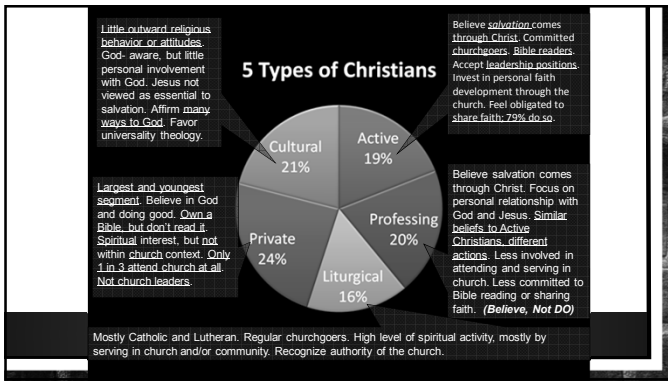 5 Types of Christians
Little outward religious
behavior or attitudes.
God- aware, but little
personal involvement
with God. Jesus not
viewed as essential to
salvation. Affirm many
ways to God. Favor
universality theology.
Believe salvation comes
through Christ. Committed
churchgoers. Bible readers.
Accept leadership positions.
Invest in personal faith
development through the
church. Feel obligated to
share faith; 79% do so.
Cultural
21%
Active
19%
Largest and youngest
segment. Believe in God
and doing good. Own a
Bible, but don't read it.
Spiritual interest, but not
within church context. Only
1 in 3 attend church at all.
Not church leaders.
Private
24%
Professing
20%
Liturgical
16%
Believe salvation comes
through Christ. Focus on
personal relationship with
God and Jesus. Similar
beliefs to Active
Christians, different
actions. Less involved in
attending and serving in
church. Less committed to
Bible reading or sharing
faith. (Believe, Not DO)
Mostly Catholic and Lutheran. Regular churchgoers. High level of spiritual activity, mostly by
serving in church and/or community. Recognize authority of the church.